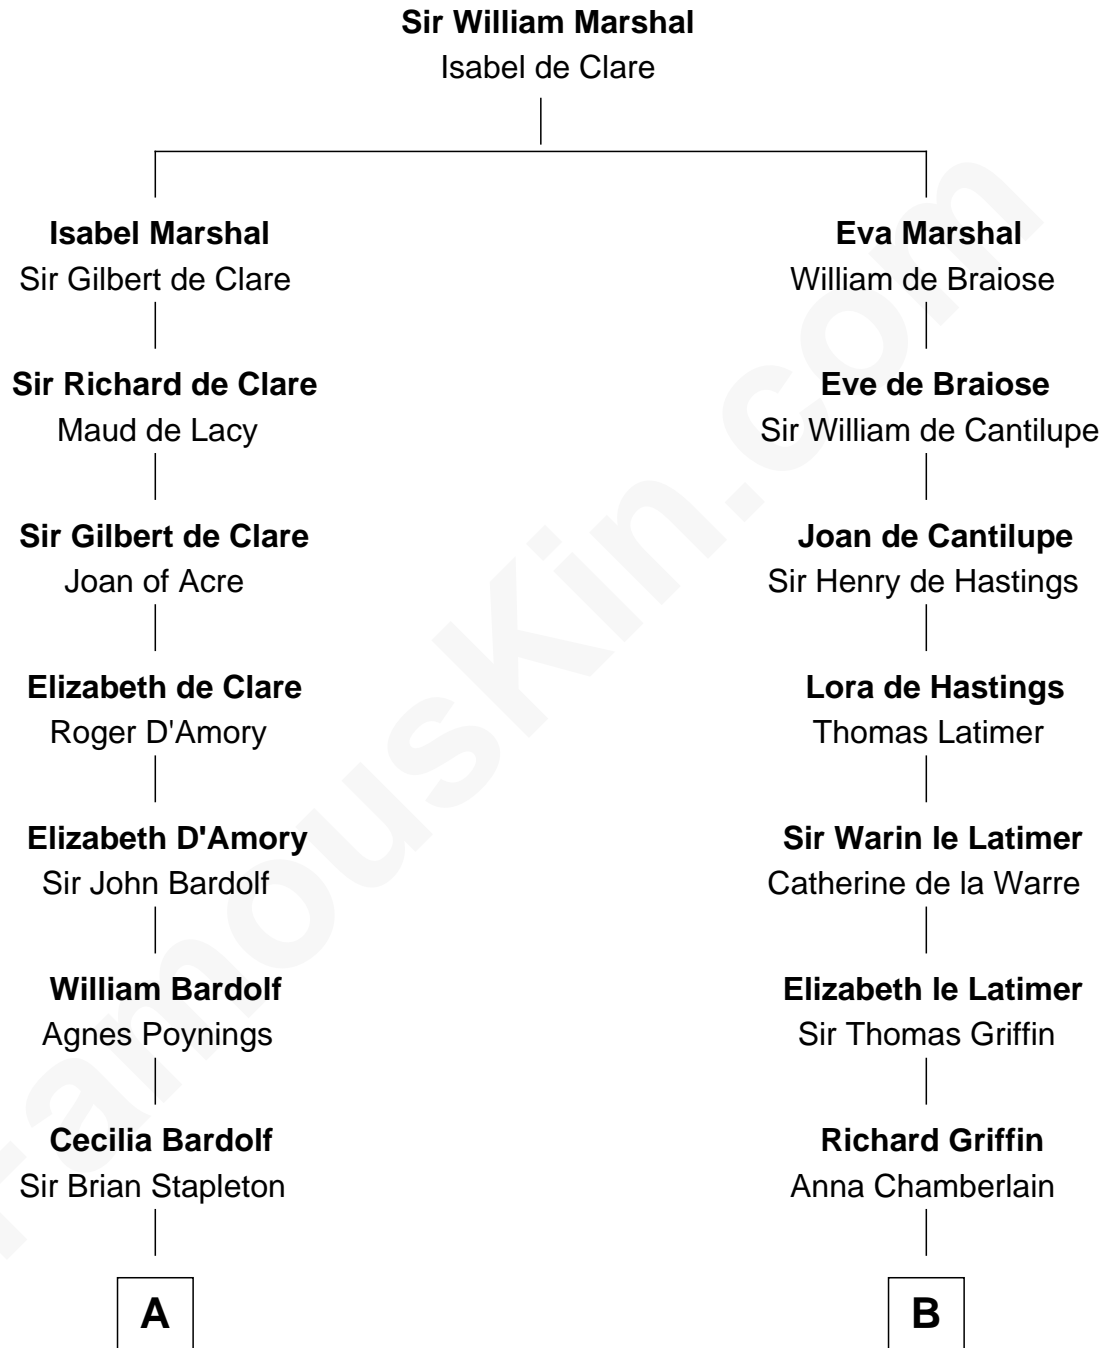 Sir William Marshal
Isabel de Clare
Isabel Marshal
Sir Gilbert de Clare
Eva Marshal
William de Braiose
Sir Richard de Clare
Maud de Lacy
Eve de Braiose
Sir William de Cantilupe
Sir Gilbert de Clare
Joan of Acre
Joan de Cantilupe
Sir Henry de Hastings
Elizabeth de Clare
Roger D'Amory
Lora de Hastings
Thomas Latimer
Elizabeth D'Amory
Sir John Bardolf
Sir Warin le Latimer
Catherine de la Warre
William Bardolf
Agnes Poynings
Elizabeth le Latimer
Sir Thomas Griffin
Cecilia Bardolf
Sir Brian Stapleton
Richard Griffin
Anna Chamberlain
A
B
FamousKin.com